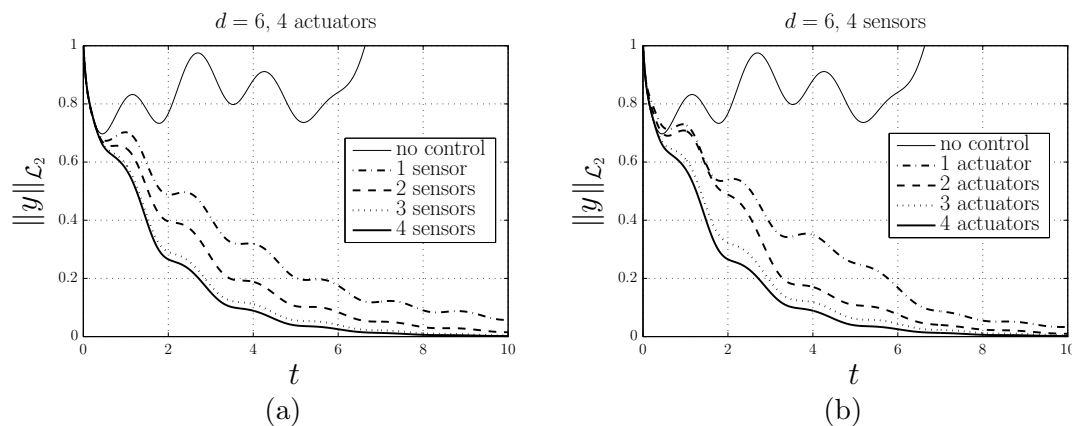 d = 6, 4 actuators
1
0.8
0.6
0.4
0.2
0
0 2 4 6 8 10
‖y‖_{ℒ₂}
t
no control
1 sensor
2 sensors
3 sensors
4 sensors
(a)
d = 6, 4 sensors
1
0.8
0.6
0.4
0.2
0
0 2 4 6 8 10
‖y‖_{ℒ₂}
t
no control
1 actuator
2 actuators
3 actuators
4 actuators
(b)